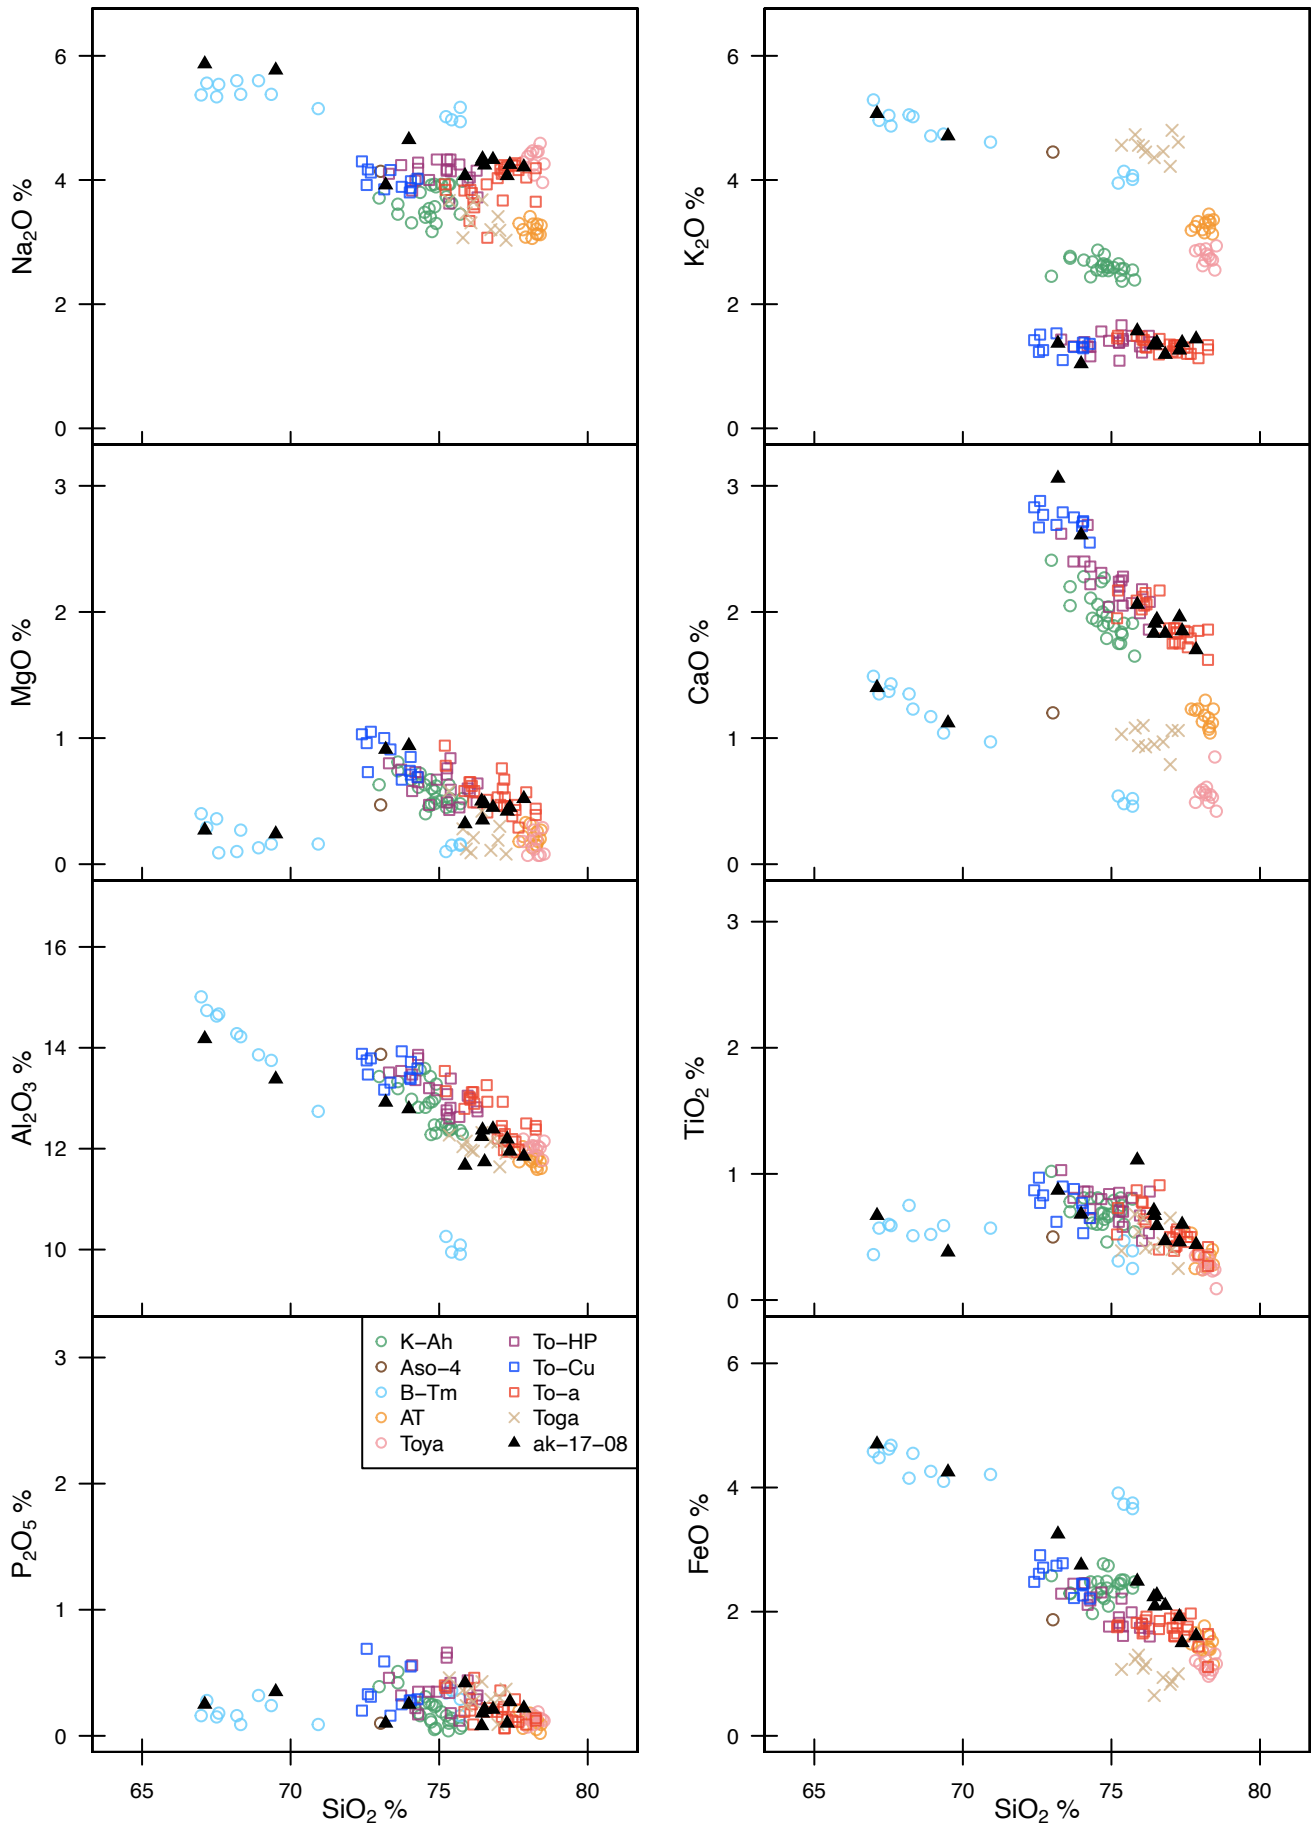 6
4
2
0
Na₂O %
6
4
2
0
K₂O %
3
2
1
0
MgO %
3
2
1
0
CaO %
16
14
12
10
Al₂O₃ %
3
2
1
0
TiO₂ %
3
2
1
0
P₂O₅ %
K−Ah To−HP
Aso−4 To−Cu
B−Tm To−a
AT Toga
Toya ak−17−08
6
4
2
0
FeO %
65 70 75 80
SiO₂ %
65 70 75 80
SiO₂ %